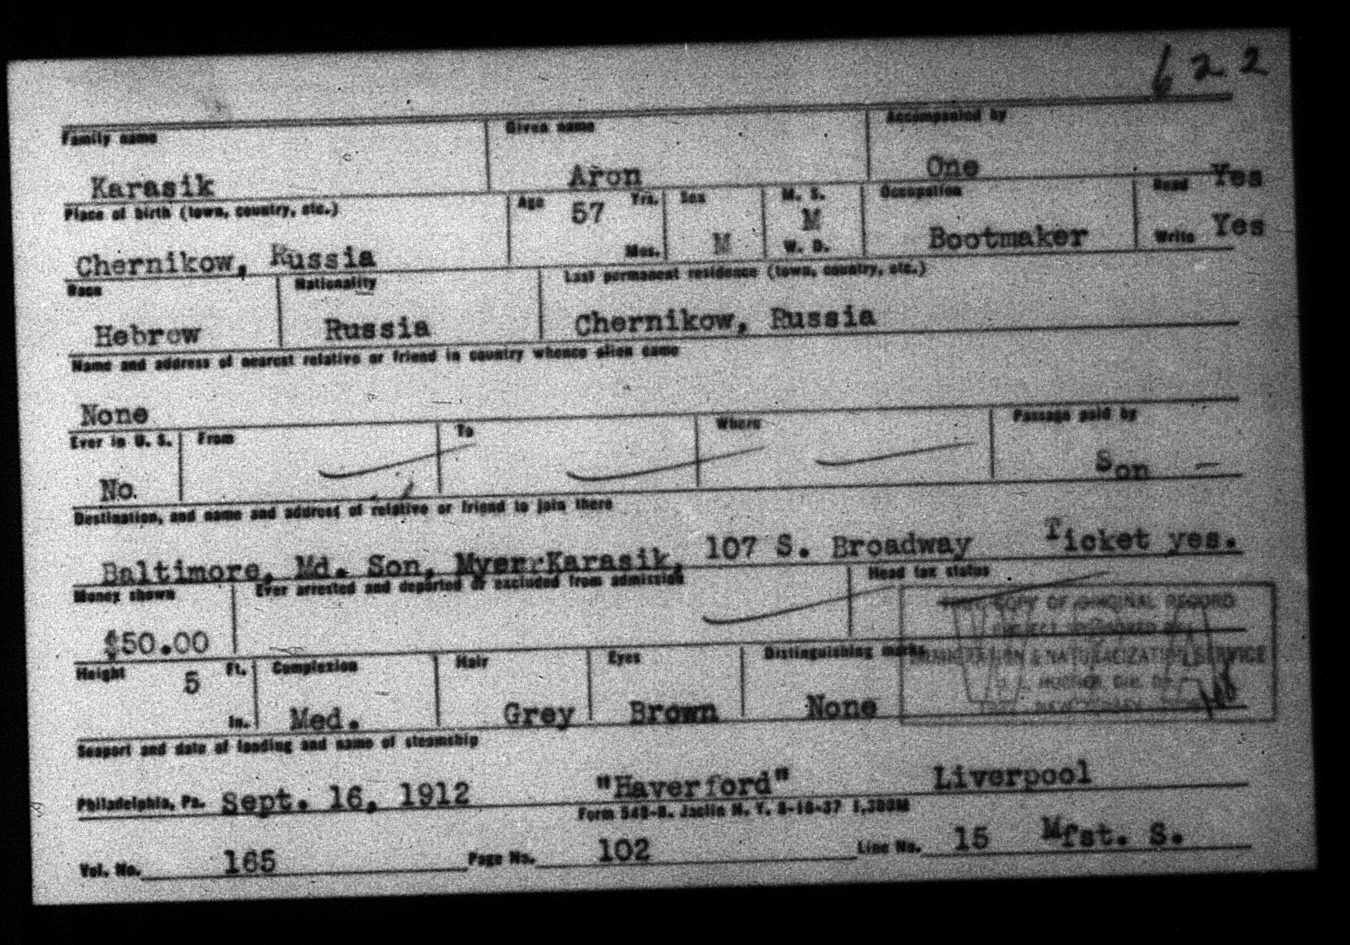 622
Family name Given name Accompanied by
Karasik Aron One
Place of birth (town, country, etc.) Age 57 Yrs. Mos. Sex M M. S. M W. D. Occupation Read Yes
Chernikow, Russia Bootmaker Write Yes
Race Nationality Last permanent residence (town, country, etc.)
Hebrew Russia Chernikow, Russia
Name and address of nearest relative or friend in country whence alien came
None
Ever in U. S. From To Where Passage paid by
No. Son —
Destination, and name and address of relative or friend to join there
Baltimore, Md. Son, Myer Karasik, 107 S. Broadway Ticket yes.
Money shown Ever arrested and deported or excluded from admission Head tax status
$50.00
COPY OF ORIGINAL RECORD
IMMIGRATION & NATURALIZATION SERVICE
Height 5 Ft. In. Complexion Hair Eyes Distinguishing marks
Med. Grey Brown None
Seaport and date of landing and name of steamship
Philadelphia, Pa. Sept. 16, 1912 "Haverford" Liverpool
Form 548-B. Jaclin N. Y. 8-18-37 1,300M
Vol. No. 165 Page No. 102 Line No. 15 Mfst. S.